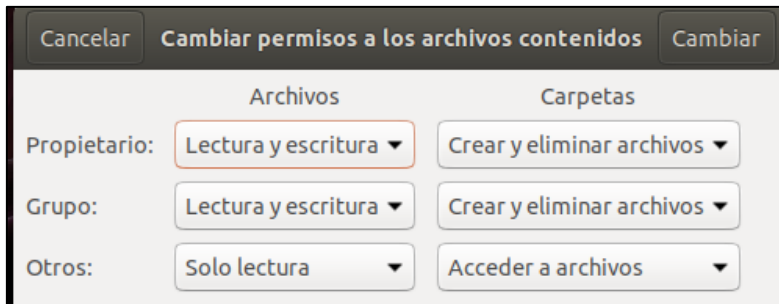 Cancelar Cambiar permisos a los archivos contenidos Cambiar
Archivos Carpetas
Propietario: Lectura y escritura Crear y eliminar archivos
Grupo: Lectura y escritura Crear y eliminar archivos
Otros: Solo lectura Acceder a archivos